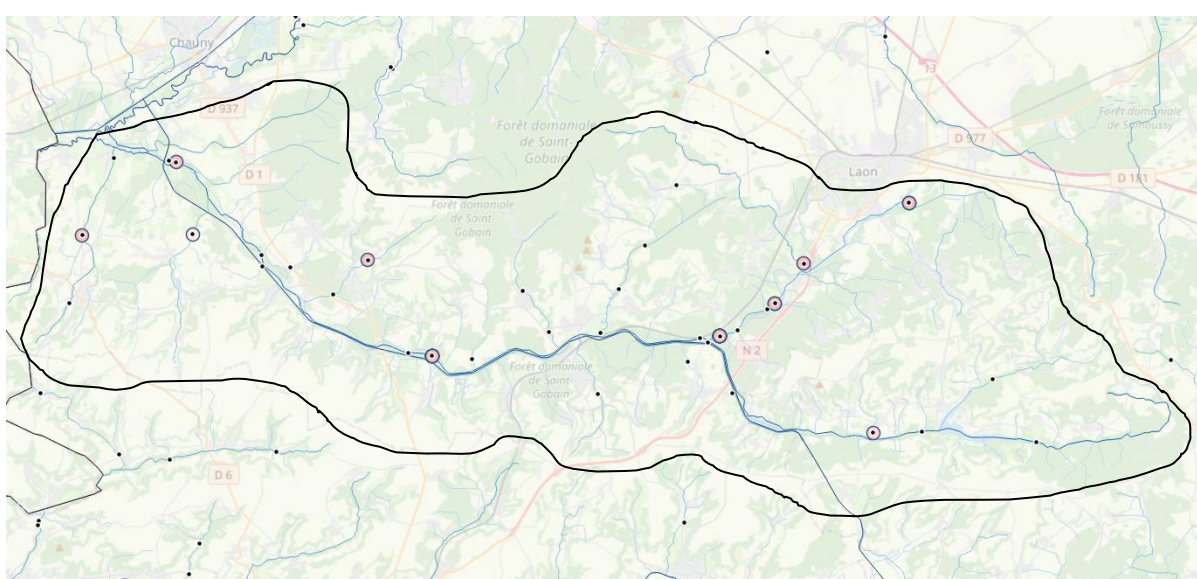 Chauny
D 937
13
Forêt domaniale
de Samoussy
Forêt domaniale
de Saint-
Gobain
D 977
D 1
Laon
D 181
Forêt domaniale
de Saint-
Gobain
N 2
Forêt domaniale
de Saint-
Gobain
D 6